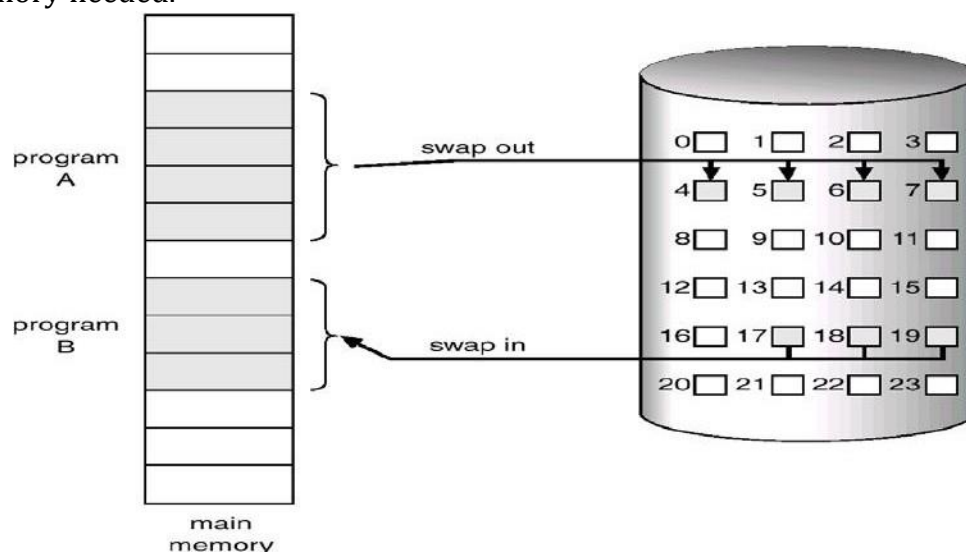 needed.
program
A
swap out
0 1 2 3
4 5 6 7
8 9 10 11
12 13 14 15
program
B
swap in
16 17 18 19
20 21 22 23
main
memory